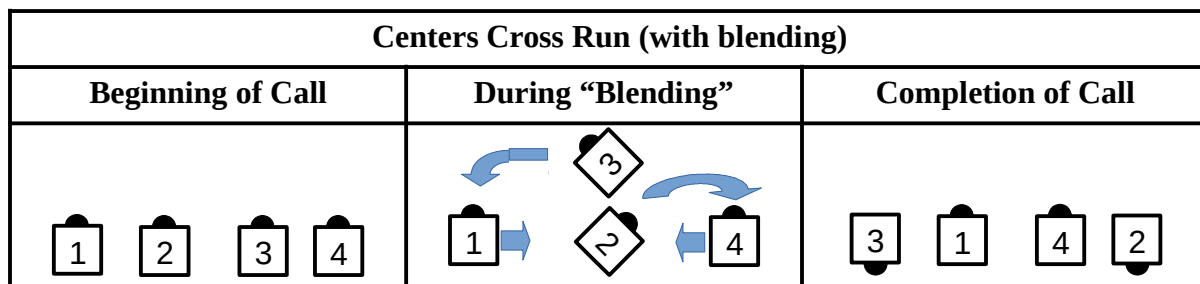 Centers Cross Run (with blending)
Beginning of Call
During “Blending”
Completion of Call
1 2 3 4
3
1 2 4
3 1 4 2